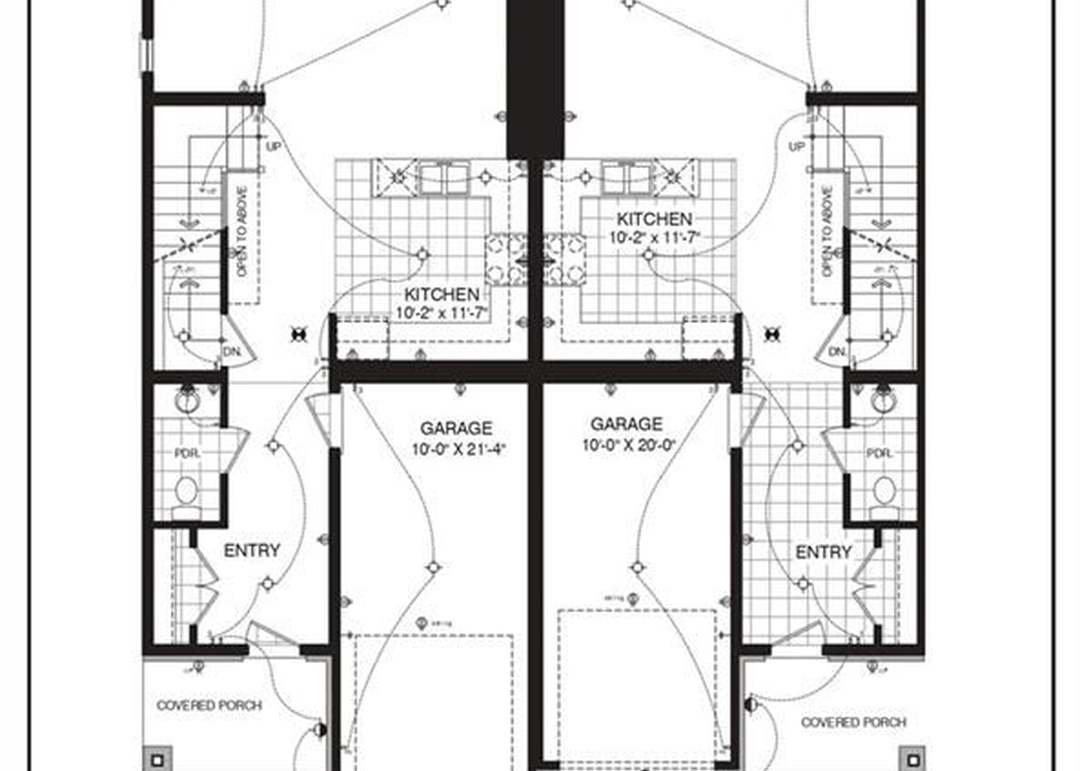 UP
UP
OPEN TO ABOVE
OPEN TO ABOVE
KITCHEN
10'-2" x 11'-7"
KITCHEN
10'-2" x 11'-7"
DN.
DN.
GARAGE
10'-0" X 21'-4"
GARAGE
10'-0" X 20'-0"
PDR.
PDR.
ENTRY
ENTRY
COVERED PORCH
COVERED PORCH